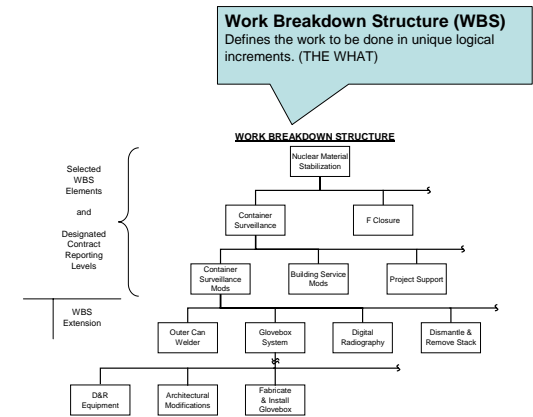 Work Breakdown Structure (WBS)
Defines the work to be done in unique logical
increments. (THE WHAT)
WORK BREAKDOWN STRUCTURE
Nuclear Material
Stabilization
Selected
WBS
Elements
and
Designated
Contract
Reporting
Levels
Container
Surveillance
F Closure
Container
Surveillance
Mods
Building Service
Mods
Project Support
WBS
Extension
Outer Can
Welder
Glovebox
System
Digital
Radiography
Dismantle &
Remove Stack
D&R
Equipment
Architectural
Modifications
Fabricate
& Install
Glovebox